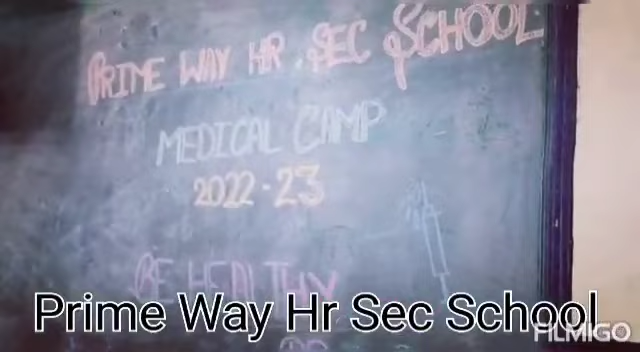 PRIME WAY HR. SEC SCHOOL
MEDICAL CAMP
2022-23
BE HEALTHY
Prime Way Hr Sec School
FILMIGO